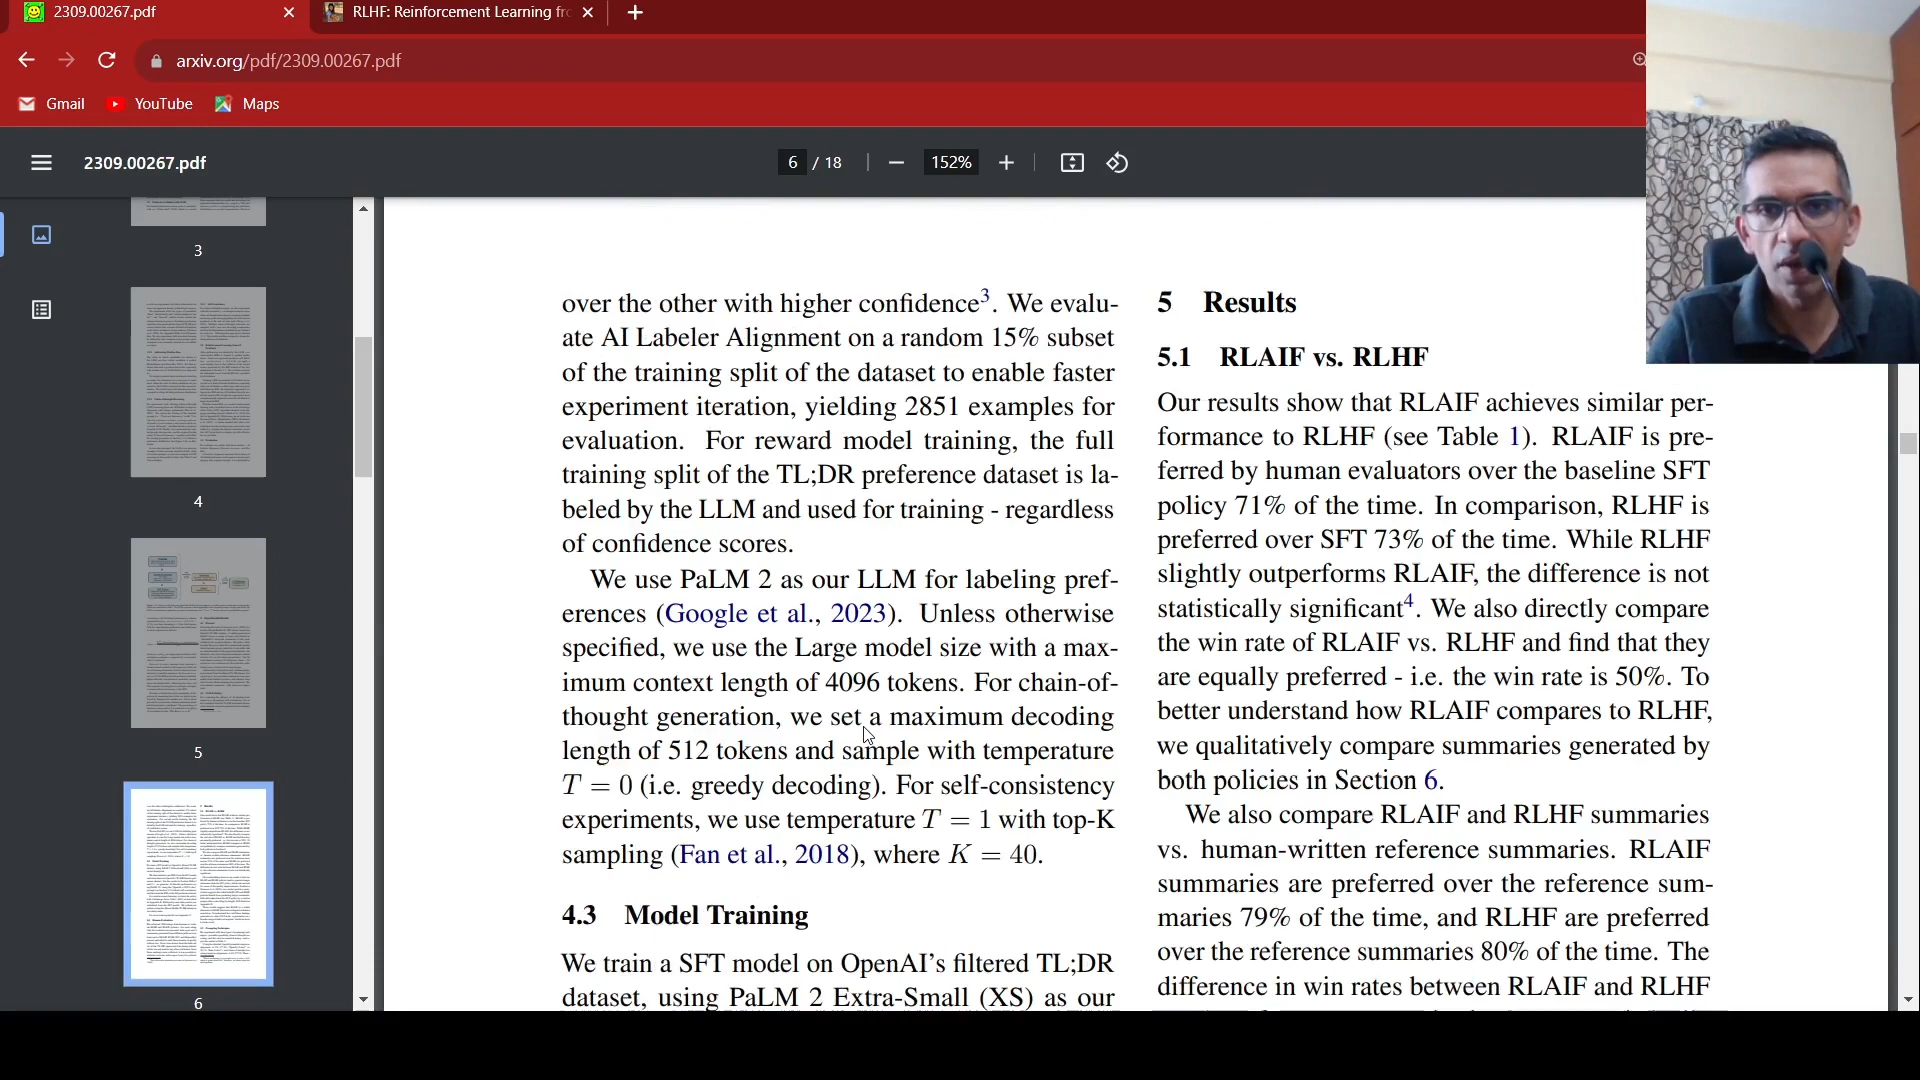 2309.00267.pdf
RLHF: Reinforcement Learning fr
arxiv.org/pdf/2309.00267.pdf
Gmail
YouTube
Maps
2309.00267.pdf
6 / 18
152%
3
4
5
6
over the other with higher confidence3. We evalu-
ate AI Labeler Alignment on a random 15% subset
of the training split of the dataset to enable faster
experiment iteration, yielding 2851 examples for
evaluation. For reward model training, the full
training split of the TL;DR preference dataset is la-
beled by the LLM and used for training - regardless
of confidence scores.
We use PaLM 2 as our LLM for labeling pref-
erences (Google et al., 2023). Unless otherwise
specified, we use the Large model size with a max-
imum context length of 4096 tokens. For chain-of-
thought generation, we set a maximum decoding
length of 512 tokens and sample with temperature
T = 0 (i.e. greedy decoding). For self-consistency
experiments, we use temperature T = 1 with top-K
sampling (Fan et al., 2018), where K = 40.
4.3 Model Training
We train a SFT model on OpenAI's filtered TL;DR
dataset, using PaLM 2 Extra-Small (XS) as our
5 Results
5.1 RLAIF vs. RLHF
Our results show that RLAIF achieves similar per-
formance to RLHF (see Table 1). RLAIF is pre-
ferred by human evaluators over the baseline SFT
policy 71% of the time. In comparison, RLHF is
preferred over SFT 73% of the time. While RLHF
slightly outperforms RLAIF, the difference is not
statistically significant4. We also directly compare
the win rate of RLAIF vs. RLHF and find that they
are equally preferred - i.e. the win rate is 50%. To
better understand how RLAIF compares to RLHF,
we qualitatively compare summaries generated by
both policies in Section 6.
We also compare RLAIF and RLHF summaries
vs. human-written reference summaries. RLAIF
summaries are preferred over the reference sum-
maries 79% of the time, and RLHF are preferred
over the reference summaries 80% of the time. The
difference in win rates between RLAIF and RLHF